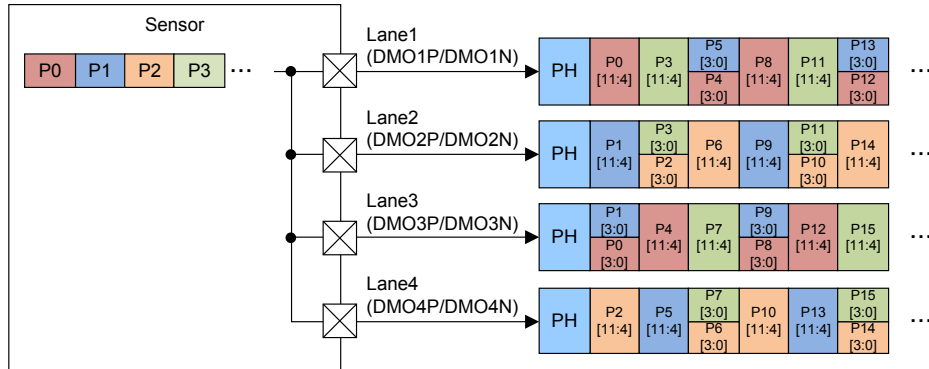 Sensor
P0 P1 P2 P3 ...
Lane1
(DMO1P/DMO1N)
PH
P0
[11:4]
P3
[11:4]
P5
[3:0]
P4
[3:0]
P8
[11:4]
P11
[11:4]
P13
[3:0]
P12
[3:0]
...
Lane2
(DMO2P/DMO2N)
PH
P1
[11:4]
P3
[3:0]
P2
[3:0]
P6
[11:4]
P9
[11:4]
P11
[3:0]
P10
[3:0]
P14
[11:4]
...
Lane3
(DMO3P/DMO3N)
PH
P1
[3:0]
P0
[3:0]
P4
[11:4]
P7
[11:4]
P9
[3:0]
P8
[3:0]
P12
[11:4]
P15
[11:4]
...
Lane4
(DMO4P/DMO4N)
PH
P2
[11:4]
P5
[11:4]
P7
[3:0]
P6
[3:0]
P10
[11:4]
P13
[11:4]
P15
[3:0]
P14
[3:0]
...